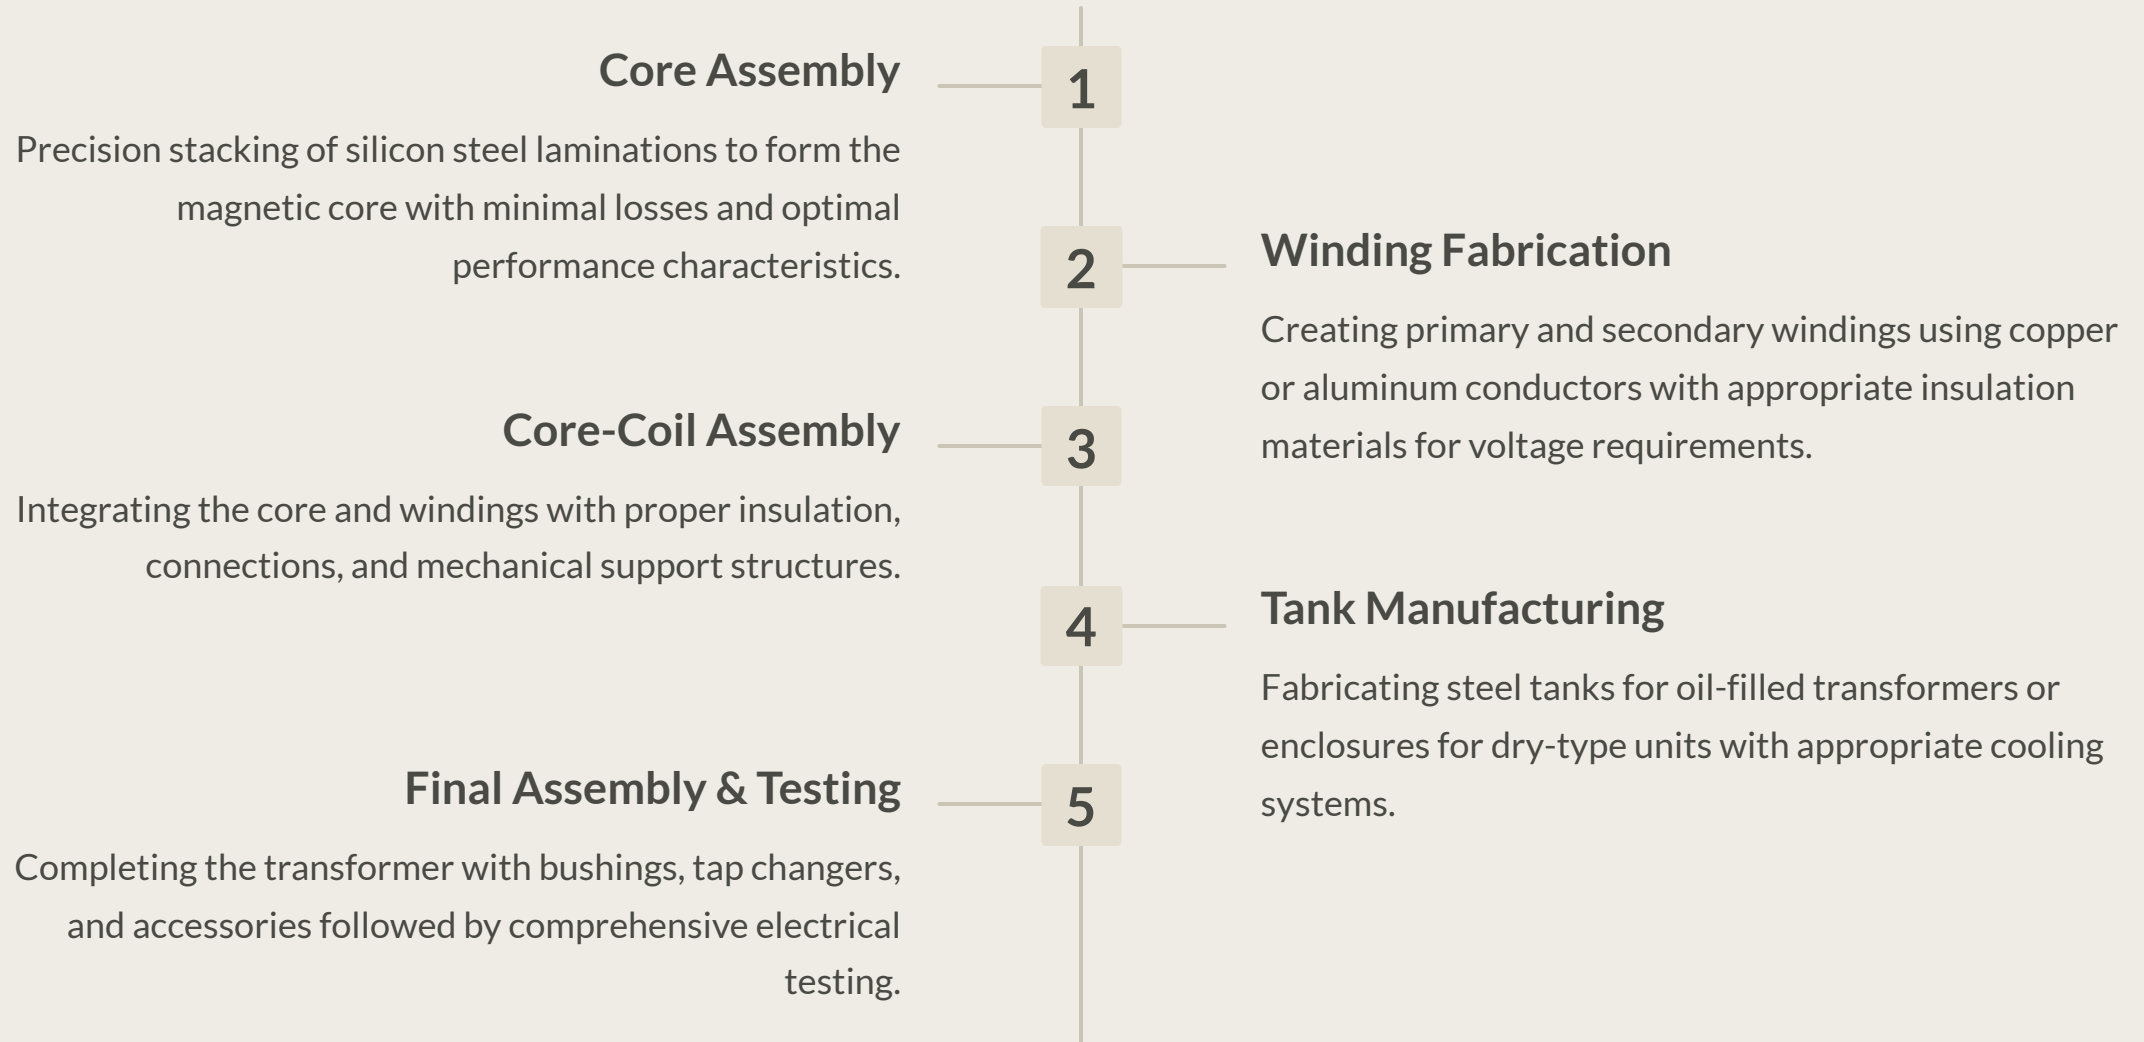 Core Assembly
1
Precision stacking of silicon steel laminations to form the
magnetic core with minimal losses and optimal
performance characteristics.
2
Winding Fabrication
Creating primary and secondary windings using copper
or aluminum conductors with appropriate insulation
materials for voltage requirements.
Core-Coil Assembly
3
Integrating the core and windings with proper insulation,
connections, and mechanical support structures.
4
Tank Manufacturing
Fabricating steel tanks for oil-filled transformers or
enclosures for dry-type units with appropriate cooling
systems.
Final Assembly & Testing
5
Completing the transformer with bushings, tap changers,
and accessories followed by comprehensive electrical
testing.